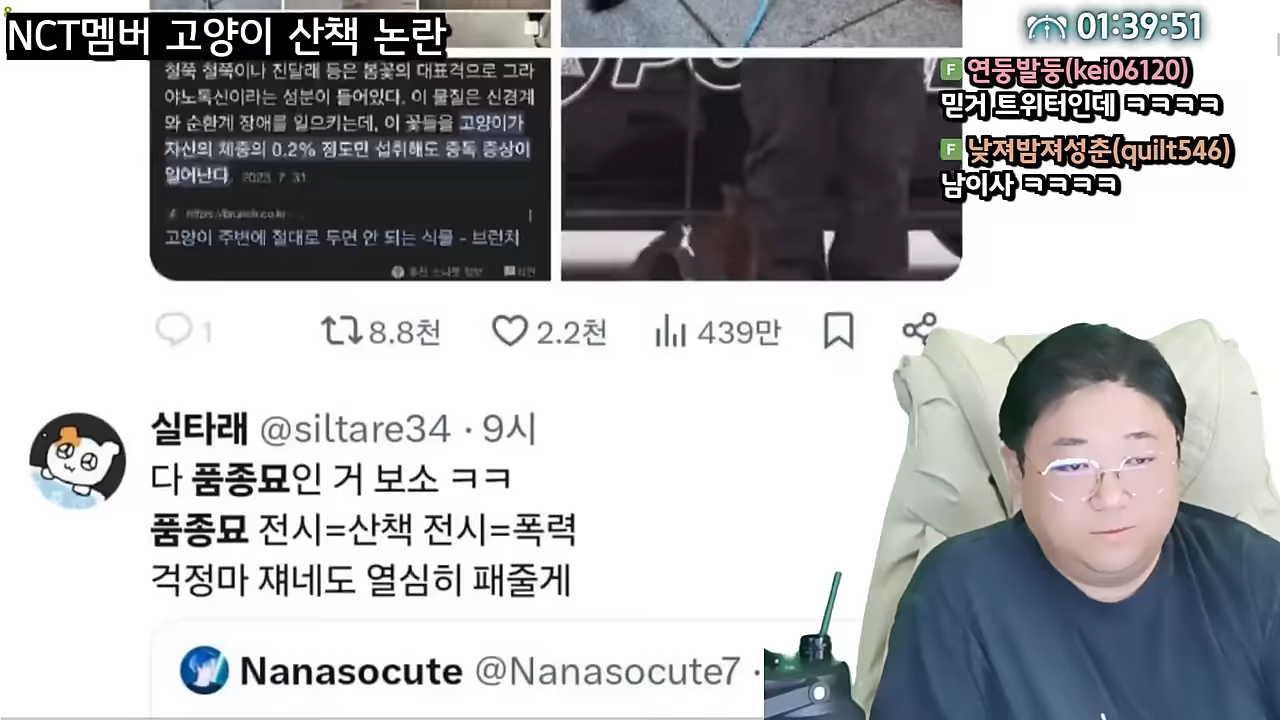 NCT멤버 고양이 산책 논란
01:39:51
철쭉 철쭉이나 진달래 등은 봄꽃의 대표격으로 그라
야노톡신이라는 성분이 들어있다. 이 물질은 신경계
와 순환계 장애를 일으키는데, 이 꽃들을 고양이가
자신의 체중의 0.2% 정도만 섭취해도 중독 증상이
일어난다. 2023. 7. 31.
https://brunch.co.kr
고양이 주변에 절대로 두면 안 되는 식물 - 브런치
F 연둥발둥(kei06120)
믿거 트위터인데 ㅋㅋㅋㅋ
F 낮져밤져성춘(quilt546)
남이사 ㅋㅋㅋㅋ
1 8.8천 2.2천 439만
실타래 @siltare34 · 9시
다 품종묘인 거 보소 ㅋㅋ
품종묘 전시=산책 전시=폭력
걱정마 쟤네도 열심히 패줄게
Nanasocute @Nanasocute7 ·